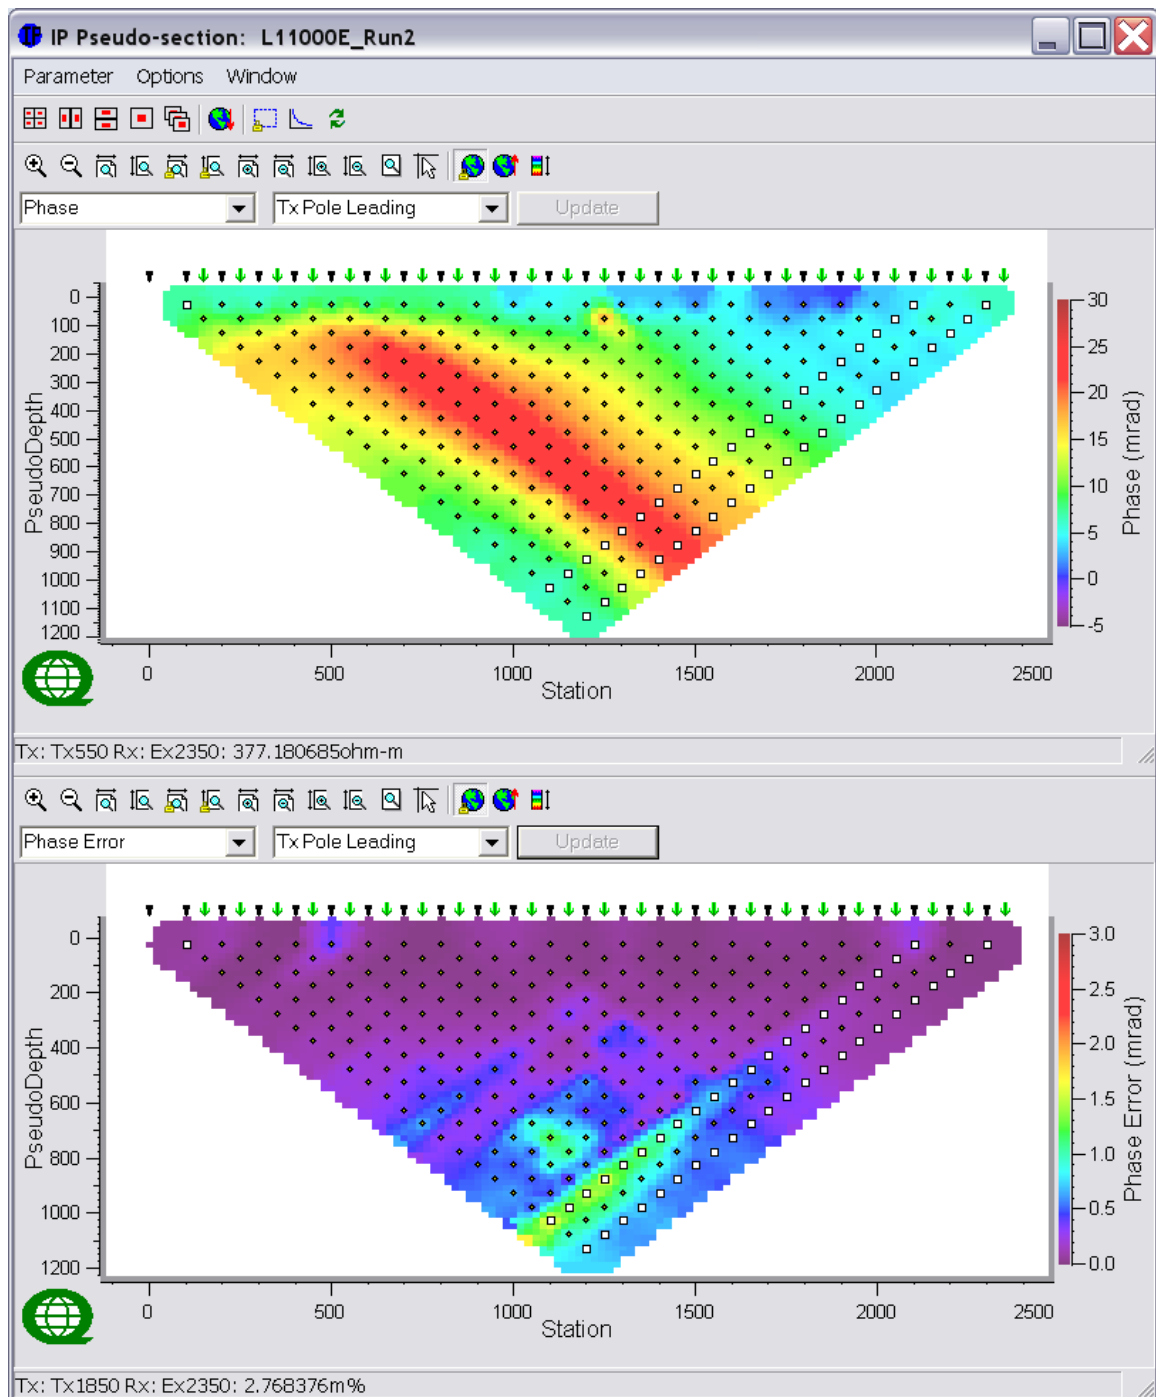 IP Pseudo-section: L11000E_Run2
Parameter Options Window
Phase Tx Pole Leading Update
0
100
200
300
400
500
600
700
800
900
1000
1100
1200
PseudoDepth
30
25
20
15
10
5
0
-5
Phase (mrad)
0 500 1000 1500 2000 2500
Station
Tx: Tx550 Rx: Ex2350: 377.180685ohm-m
Phase Error Tx Pole Leading Update
0
200
400
600
800
1000
1200
PseudoDepth
3.0
2.5
2.0
1.5
1.0
0.5
0.0
Phase Error (mrad)
0 500 1000 1500 2000 2500
Station
Tx: Tx1850 Rx: Ex2350: 2.768376m%